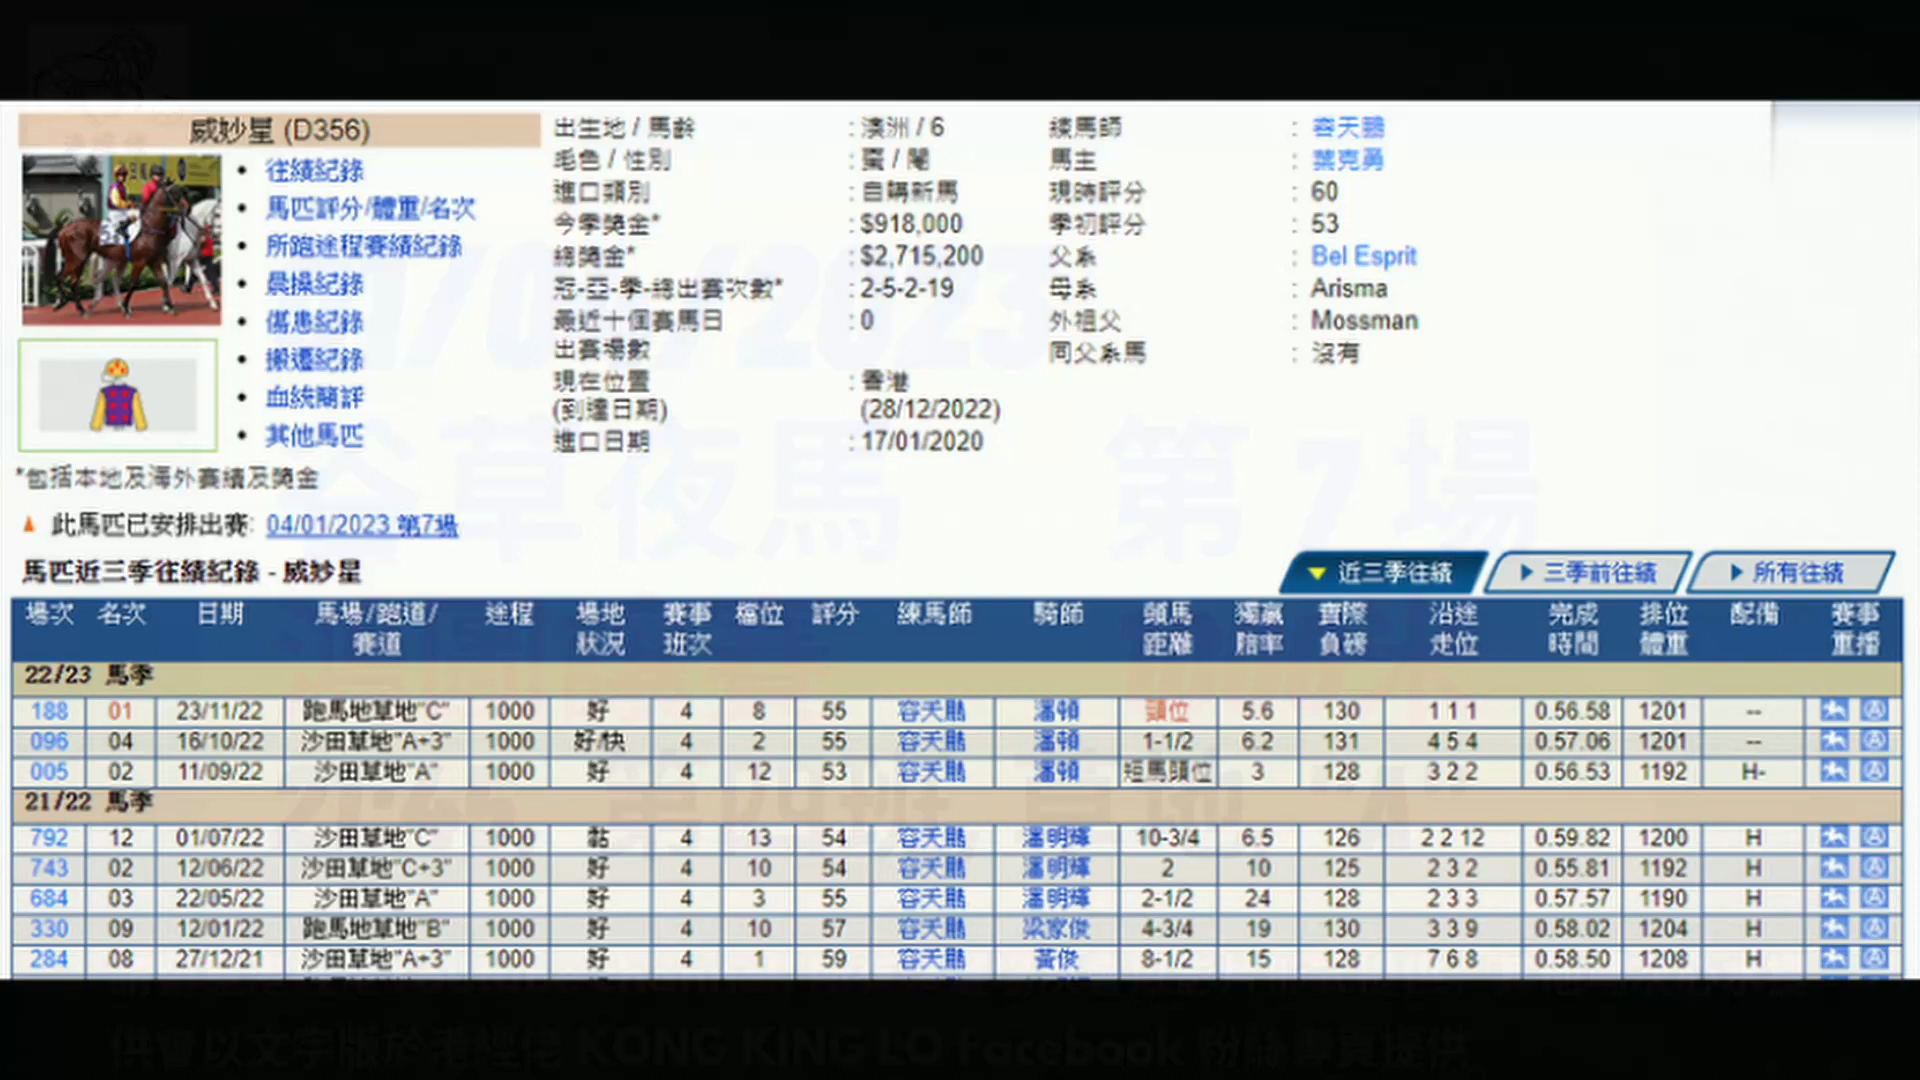 威妙星 (D356)
• 往績紀錄
• 馬匹評分/體重/名次
• 所跑途程賽績紀錄
• 晨操紀錄
• 傷患紀錄
• 搬遷紀錄
• 血統簡評
• 其他馬匹
出生地 / 馬齡 : 澳洲 / 6
毛色 / 性別 : 棗 / 閹
進口類別 : 自購新馬
今季獎金* : $918,000
總獎金* : $2,715,200
冠-亞-季-總出賽次數* : 2-5-2-19
最近十個賽馬日 : 0
出賽場數
現在位置 : 香港
(到達日期) (28/12/2022)
進口日期 : 17/01/2020
練馬師 : 容天鵬
馬主 : 葉克勇
現時評分 : 60
季初評分 : 53
父系 : Bel Esprit
母系 : Arisma
外祖父 : Mossman
同父系馬 : 沒有
*包括本地及海外賽績及獎金
此馬匹已安排出賽: 04/01/2023 第7場
馬匹近三季往績紀錄 - 威妙星
近三季往績 三季前往績 所有往績
場次 名次 日期 馬場/跑道/賽道 途程 場地狀況 賽事班次 檔位 評分 練馬師 騎師 頭馬距離 獨贏賠率 實際負磅 沿途走位 完成時間 排位體重 配備 賽事重播
22/23 馬季
188 01 23/11/22 跑馬地草地"C" 1000 好 4 8 55 容天鵬 潘頓 頭位 5.6 130 1 1 1 0.56.58 1201 --
096 04 16/10/22 沙田草地"A+3" 1000 好/快 4 2 55 容天鵬 潘頓 1-1/2 6.2 131 4 5 4 0.57.06 1201 --
005 02 11/09/22 沙田草地"A" 1000 好 4 12 53 容天鵬 潘頓 短馬頭位 3 128 3 2 2 0.56.53 1192 H-
21/22 馬季
792 12 01/07/22 沙田草地"C" 1000 黏 4 13 54 容天鵬 潘明輝 10-3/4 6.5 126 2 2 12 0.59.82 1200 H
743 02 12/06/22 沙田草地"C+3" 1000 好 4 10 54 容天鵬 潘明輝 2 10 125 2 3 2 0.55.81 1192 H
684 03 22/05/22 沙田草地"A" 1000 好 4 3 55 容天鵬 潘明輝 2-1/2 24 128 2 3 3 0.57.57 1190 H
330 09 12/01/22 跑馬地草地"B" 1000 好 4 10 57 容天鵬 梁家俊 4-3/4 19 130 3 3 9 0.58.02 1204 H
284 08 27/12/21 沙田草地"A+3" 1000 好 4 1 59 容天鵬 黃俊 8-1/2 15 128 7 6 8 0.58.50 1208 H